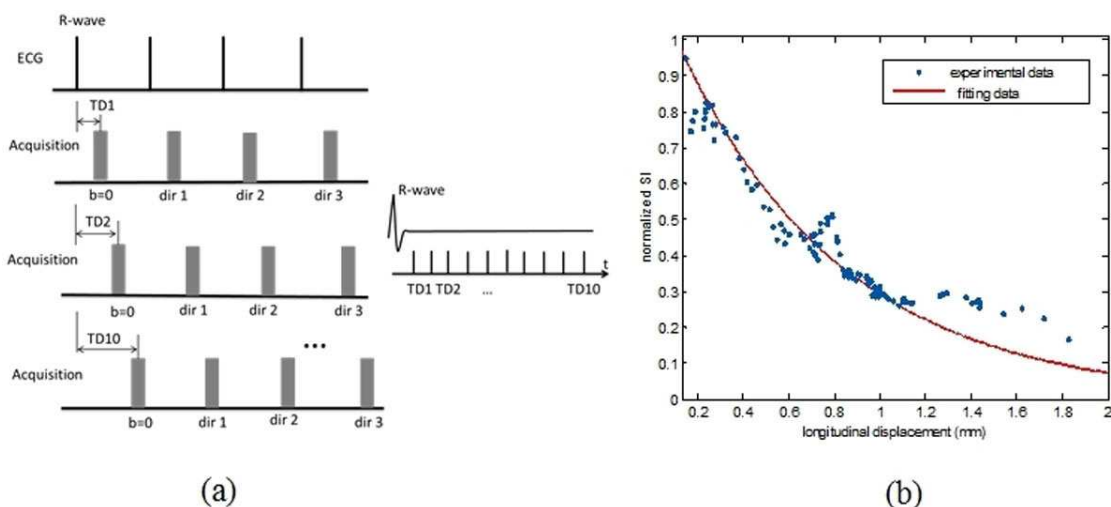 R-wave
ECG
TD1
Acquisition
b=0 dir 1 dir 2 dir 3
TD2
Acquisition
b=0 dir 1 dir 2 dir 3
TD10
...
Acquisition
b=0 dir 1 dir 2 dir 3
R-wave
t
TD1 TD2 ... TD10
(a)
1
0.9
0.8
0.7
0.6
0.5
0.4
0.3
0.2
0.1
0
normalized SI
experimental data
fitting data
0.2 0.4 0.6 0.8 1 1.2 1.4 1.6 1.8 2
longitudinal displacement (mm)
(b)